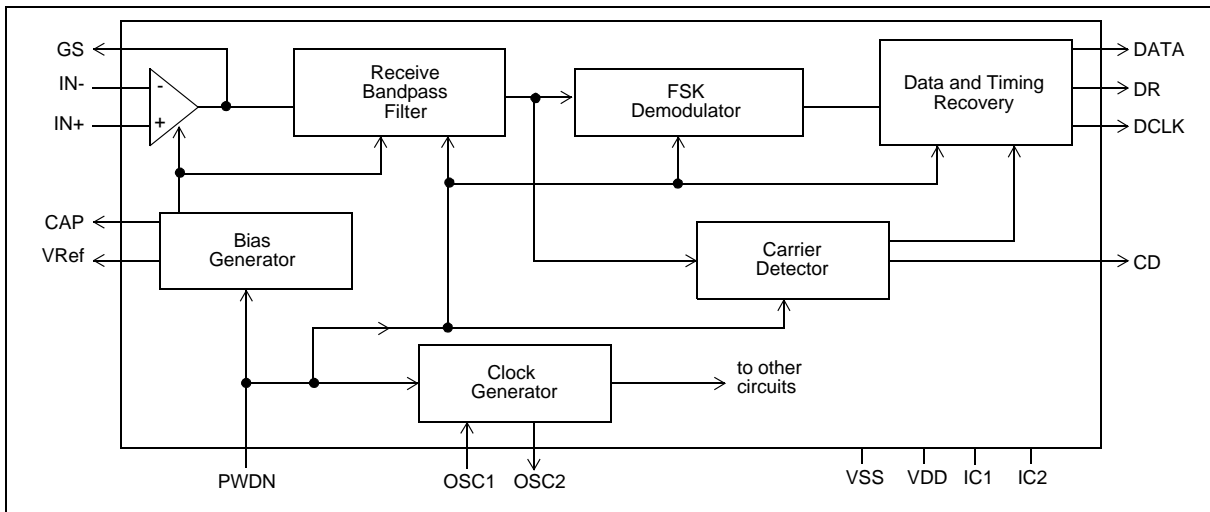 GS
IN-
IN+
-
+
Receive
Bandpass
Filter
FSK
Demodulator
Data and Timing
Recovery
DATA
DR
DCLK
CAP
VRef
Bias
Generator
Carrier
Detector
CD
Clock
Generator
to other
circuits
PWDN
OSC1
OSC2
VSS
VDD
IC1
IC2